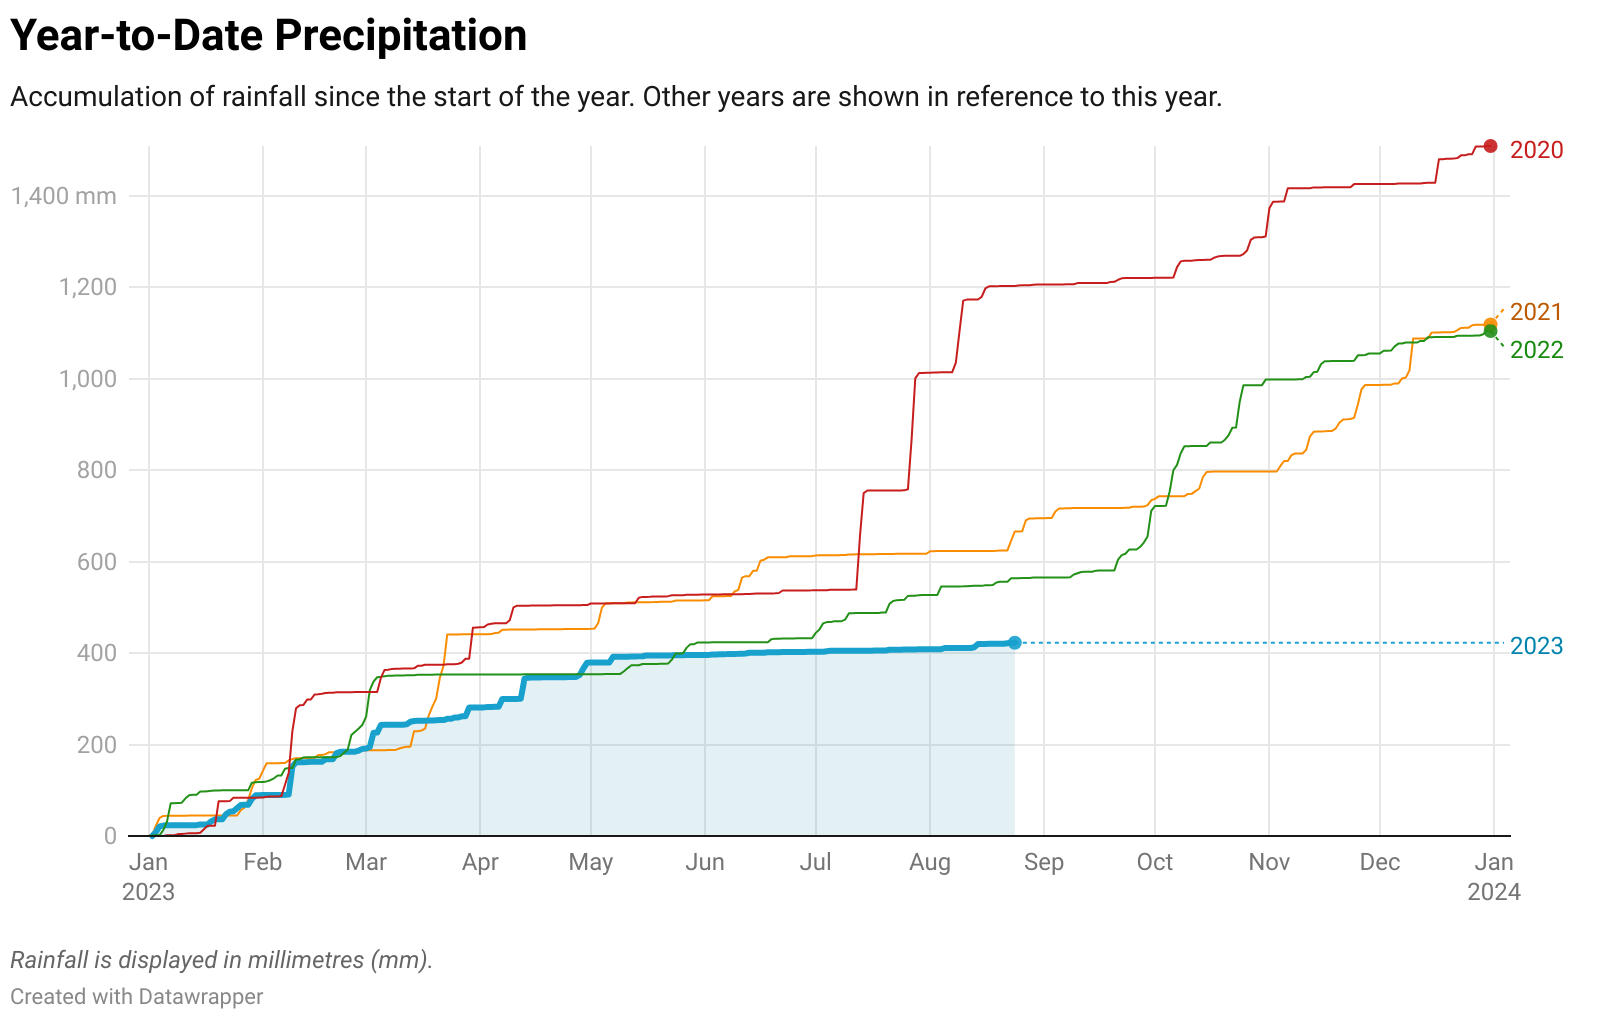 Year-to-Date Precipitation
Accumulation of rainfall since the start of the year. Other years are shown in reference to this year.
2020
1,400 mm
1,200
2021
2022
1,000
800
600
400
2023
200
0
Jan Feb Mar Apr May Jun Jul Aug Sep Oct Nov Dec Jan
2023 2024
Rainfall is displayed in millimetres (mm).
Created with Datawrapper